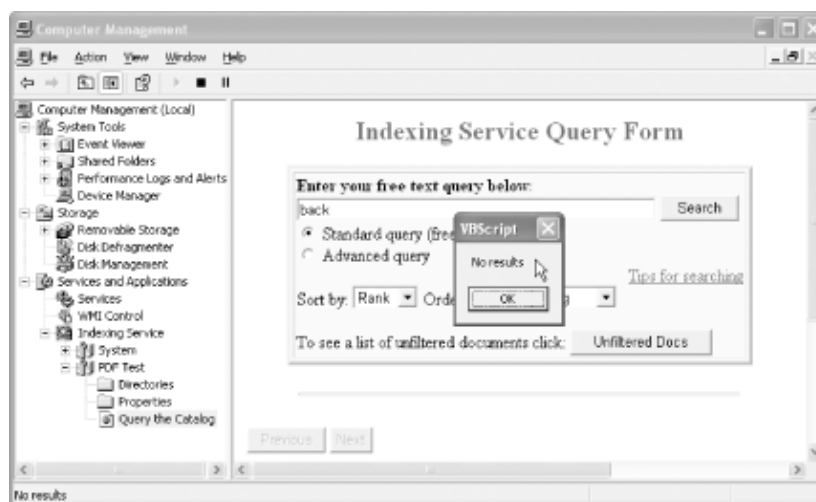 Computer Management
File Action View Window Help
Computer Management (Local)
System Tools
Event Viewer
Shared Folders
Performance Logs and Alerts
Device Manager
Storage
Removable Storage
Disk Defragmenter
Disk Management
Services and Applications
Services
WMI Control
Indexing Service
System
PDF Test
Directories
Properties
Query the Catalog
Indexing Service Query Form
Enter your free text query below:
back
Search
Standard query (free
Advanced query
Tips for searching
Sort by: Rank Orde
g
VBScript
No results
OK
To see a list of unfiltered documents click: Unfiltered Docs
Previous Next
No results